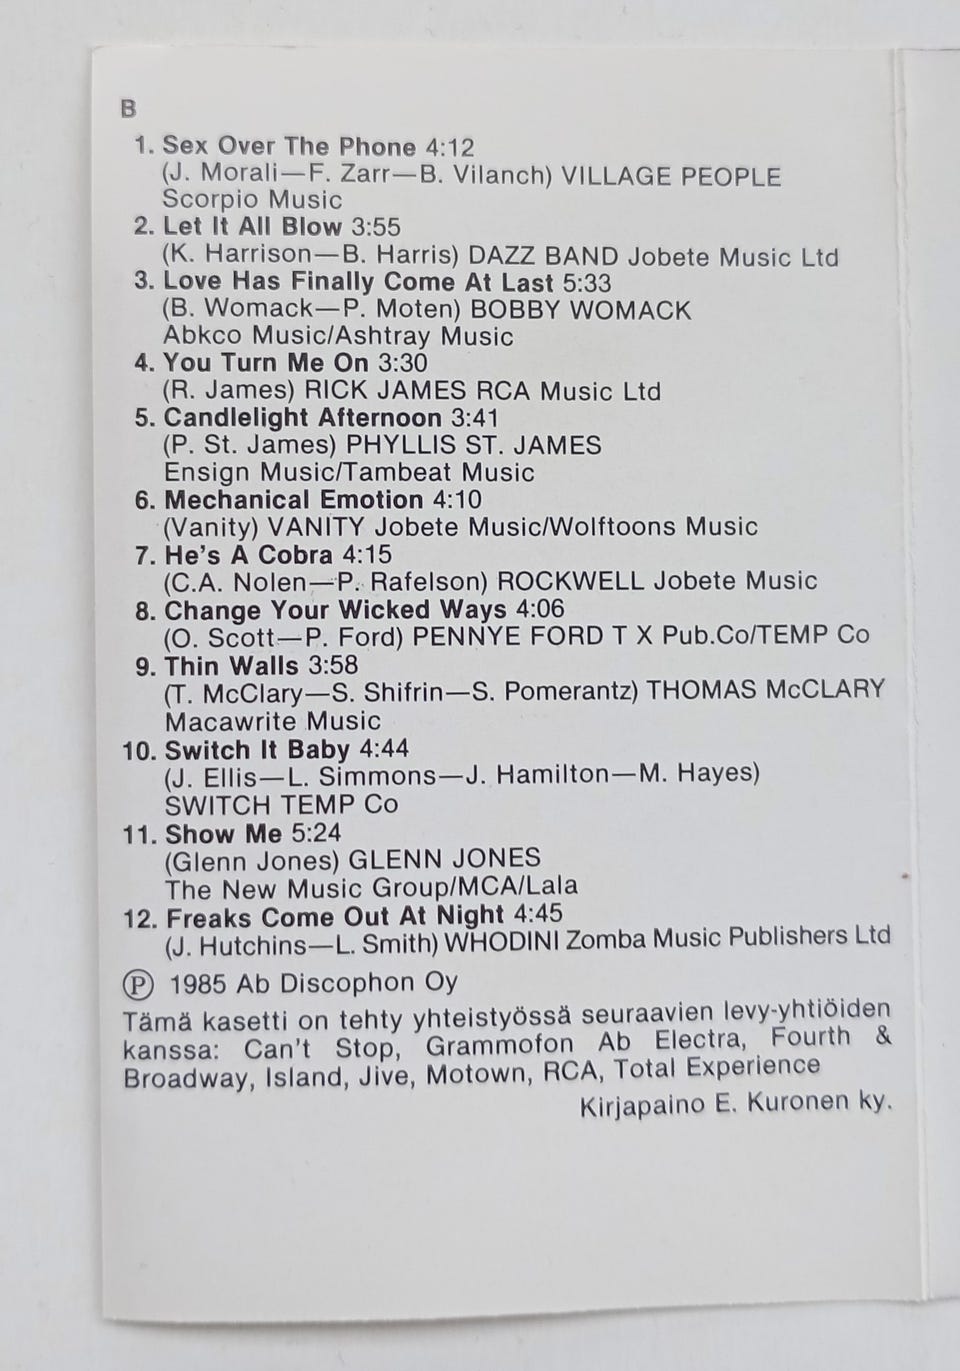 B
1. Sex Over The Phone 4:12
(J. Morali—F. Zarr—B. Vilanch) VILLAGE PEOPLE
Scorpio Music
2. Let It All Blow 3:55
(K. Harrison—B. Harris) DAZZ BAND Jobete Music Ltd
3. Love Has Finally Come At Last 5:33
(B. Womack—P. Moten) BOBBY WOMACK
Abkco Music/Ashtray Music
4. You Turn Me On 3:30
(R. James) RICK JAMES RCA Music Ltd
5. Candlelight Afternoon 3:41
(P. St. James) PHYLLIS ST. JAMES
Ensign Music/Tambeat Music
6. Mechanical Emotion 4:10
(Vanity) VANITY Jobete Music/Wolftoons Music
7. He's A Cobra 4:15
(C.A. Nolen—P. Rafelson) ROCKWELL Jobete Music
8. Change Your Wicked Ways 4:06
(O. Scott—P. Ford) PENNYE FORD T X Pub.Co/TEMP Co
9. Thin Walls 3:58
(T. McClary—S. Shifrin—S. Pomerantz) THOMAS McCLARY
Macawrite Music
10. Switch It Baby 4:44
(J. Ellis—L. Simmons—J. Hamilton—M. Hayes)
SWITCH TEMP Co
11. Show Me 5:24
(Glenn Jones) GLENN JONES
The New Music Group/MCA/Lala
12. Freaks Come Out At Night 4:45
(J. Hutchins—L. Smith) WHODINI Zomba Music Publishers Ltd
Ⓟ 1985 Ab Discophon Oy
Tämä kasetti on tehty yhteistyössä seuraavien levy-yhtiöiden
kanssa: Can't Stop, Grammofon Ab Electra, Fourth &
Broadway, Island, Jive, Motown, RCA, Total Experience
Kirjapaino E. Kuronen ky.